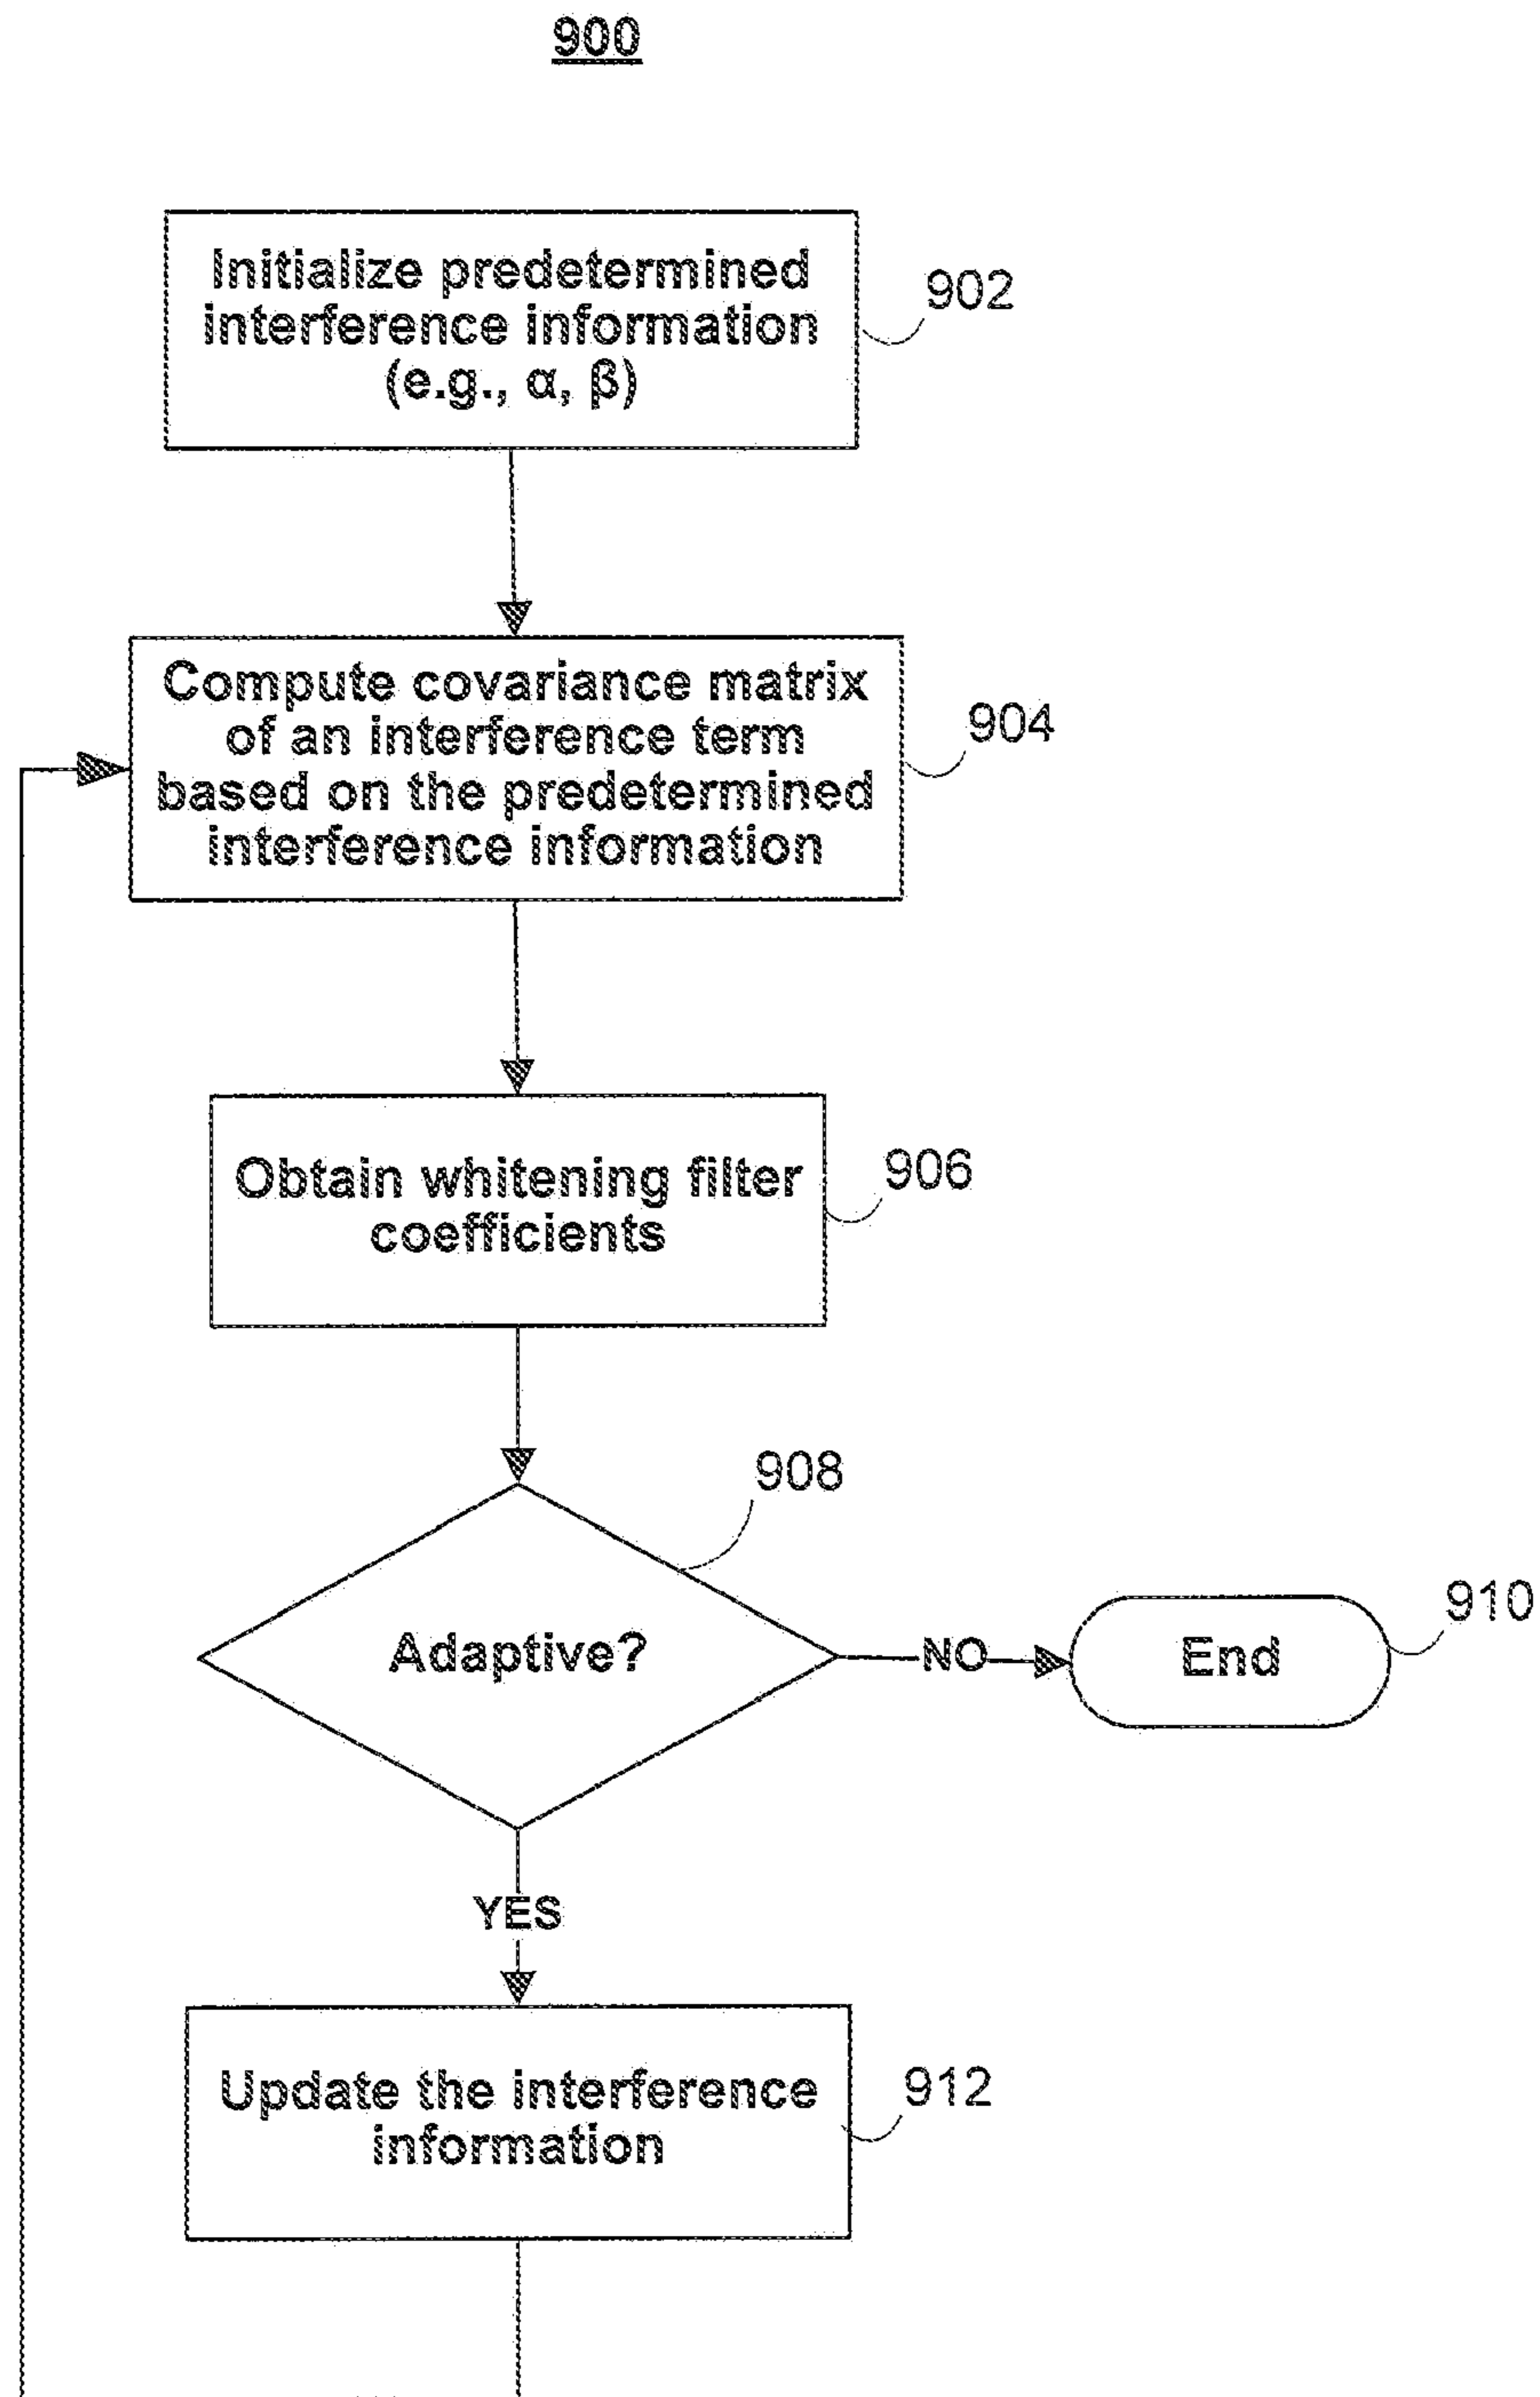 900
Initialize predetermined
interference information
(e.g., α, β)
902
Compute covariance matrix
of an interference term
based on the predetermined
interference information
904
Obtain whitening filter
coefficients
906
908
Adaptive?
NO
End
910
YES
Update the interference
information
912